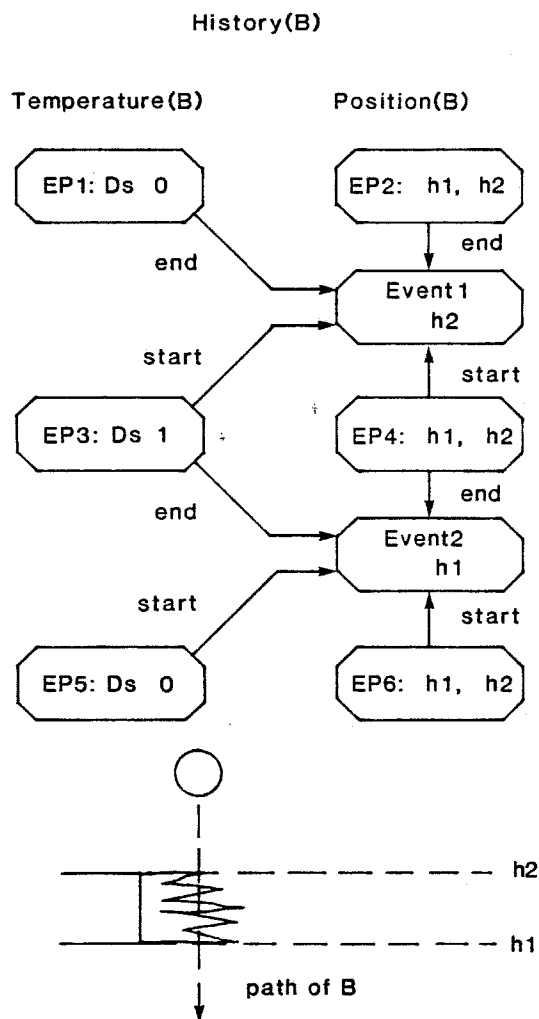 History(B)
Temperature(B) Position(B)
EP1: Ds 0 EP2: h1, h2
end end
Event1
h2
start start
EP3: Ds 1 EP4: h1, h2
end end
Event2
h1
start start
EP5: Ds 0 EP6: h1, h2
h2
h1
path of B